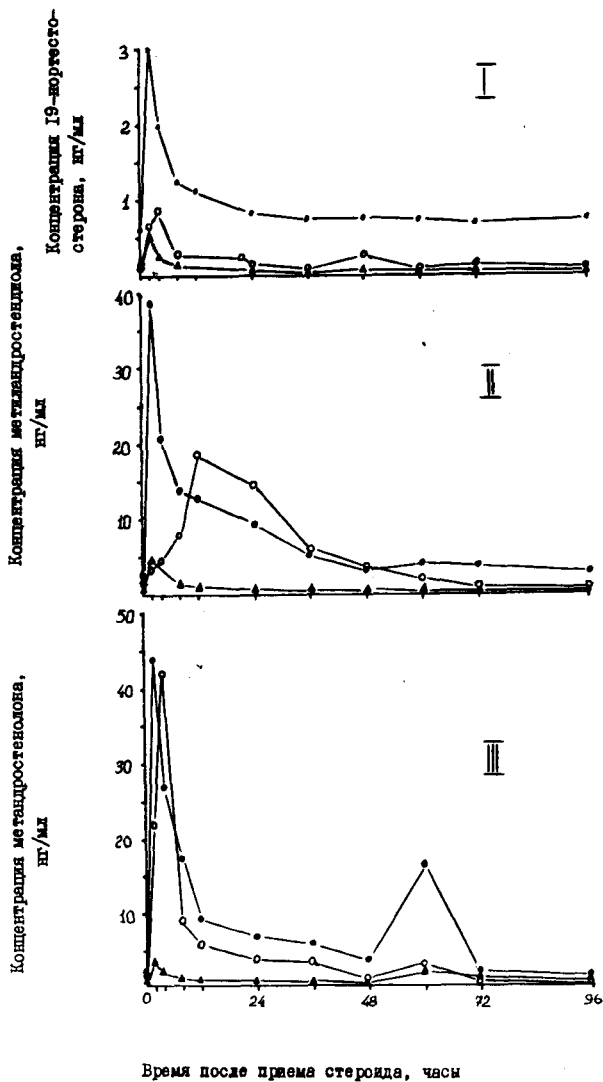 Концентрация 19-нортесто-
стерона, нг/мл
3
2
1
I
Концентрация метиландростендиола,
нг/мл
40
30
20
10
II
Концентрация метандростенолона,
нг/мл
50
40
30
20
10
III
0 24 48 72 96
Время после приема стероида, часы